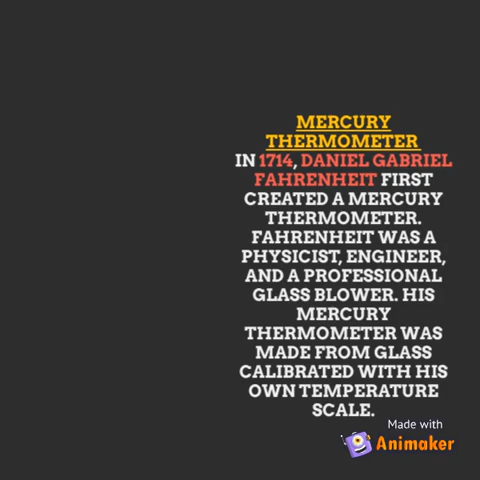 MERCURY
THERMOMETER
IN 1714, DANIEL GABRIEL
FAHRENHEIT FIRST
CREATED A MERCURY
THERMOMETER.
FAHRENHEIT WAS A
PHYSICIST, ENGINEER,
AND A PROFESSIONAL
GLASS BLOWER. HIS
MERCURY
THERMOMETER WAS
MADE FROM GLASS
CALIBRATED WITH HIS
OWN TEMPERATURE
SCALE.
Made with
Animaker